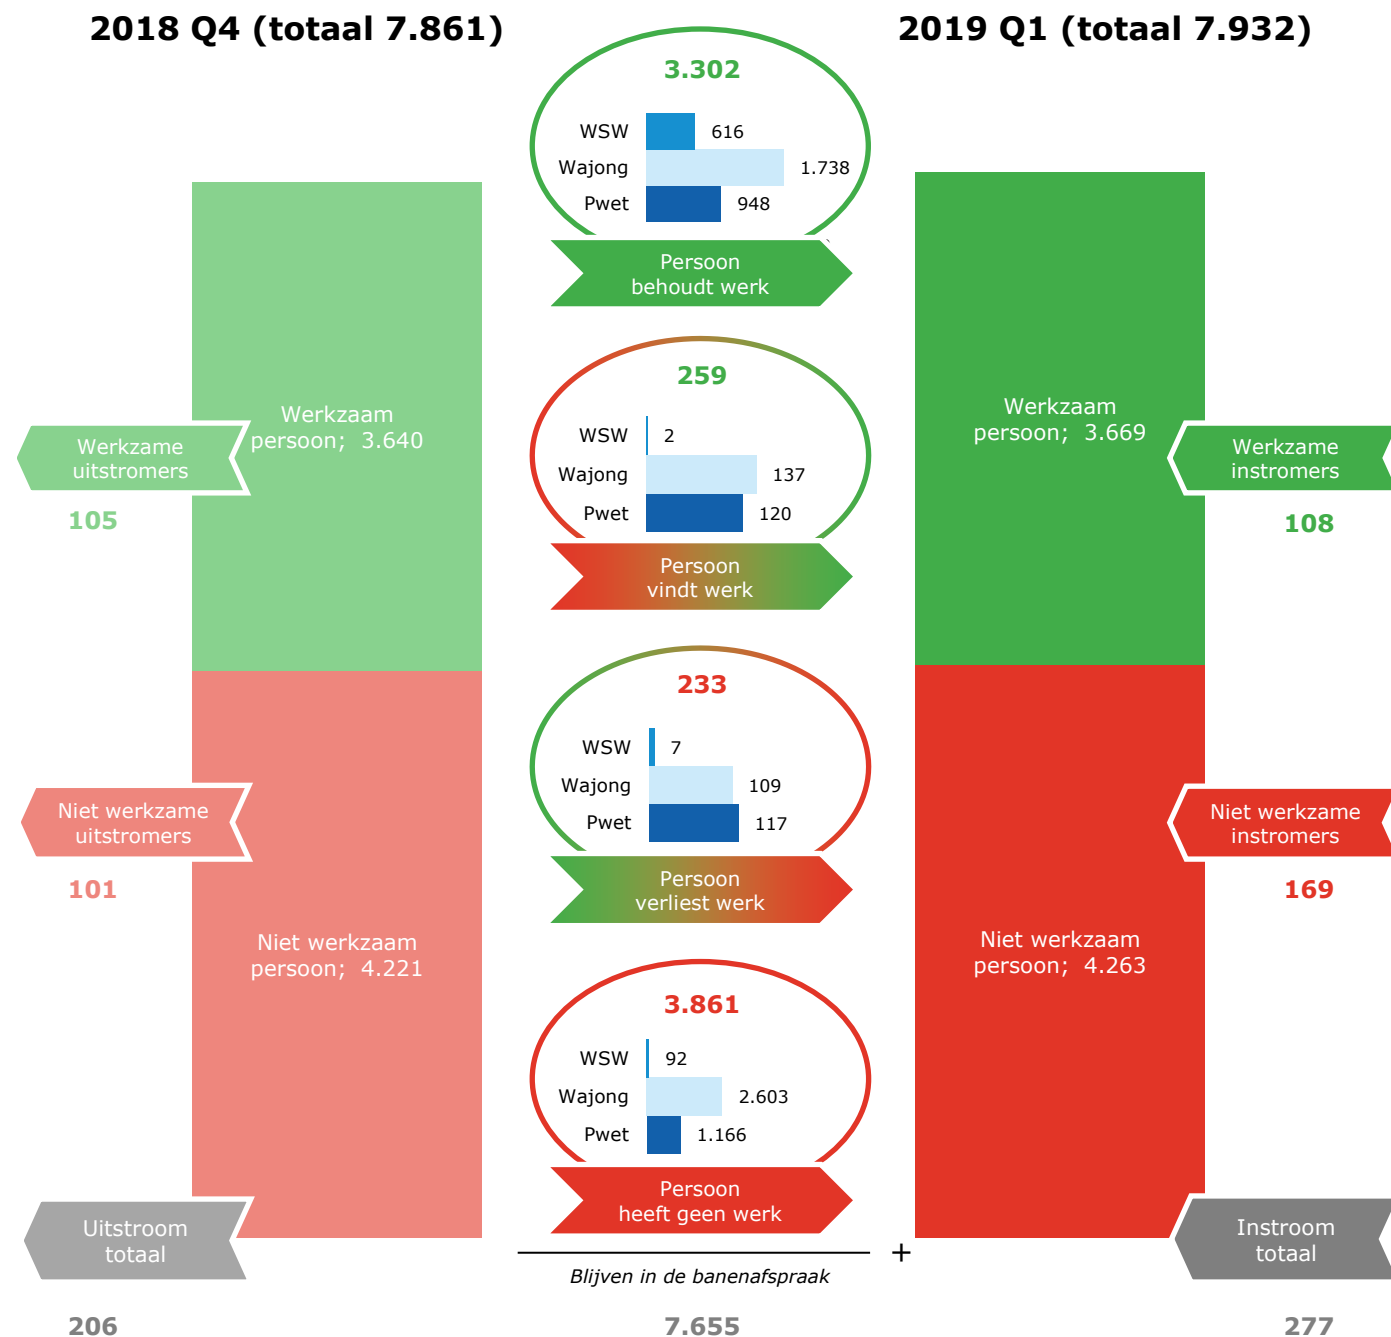 2018 Q4 (totaal 7.861)
2019 Q1 (totaal 7.932)
3.302
WSW 616
Wajong 1.738
Pwet 948
Persoon
behoudt werk
259
WSW 2
Wajong 137
Pwet 120
Persoon
vindt werk
233
WSW 7
Wajong 109
Pwet 117
Persoon
verliest werk
3.861
WSW 92
Wajong 2.603
Pwet 1.166
Persoon
heeft geen werk
Werkzaam
persoon; 3.640
Werkzame
uitstromers
105
Niet werkzame
uitstromers
101
Niet werkzaam
persoon; 4.221
Uitstroom
totaal
206
Werkzaam
persoon; 3.669
Werkzame
instromers
108
Niet werkzame
instromers
169
Niet werkzaam
persoon; 4.263
Instroom
totaal
277
+
Blijven in de banenafspraak
7.655